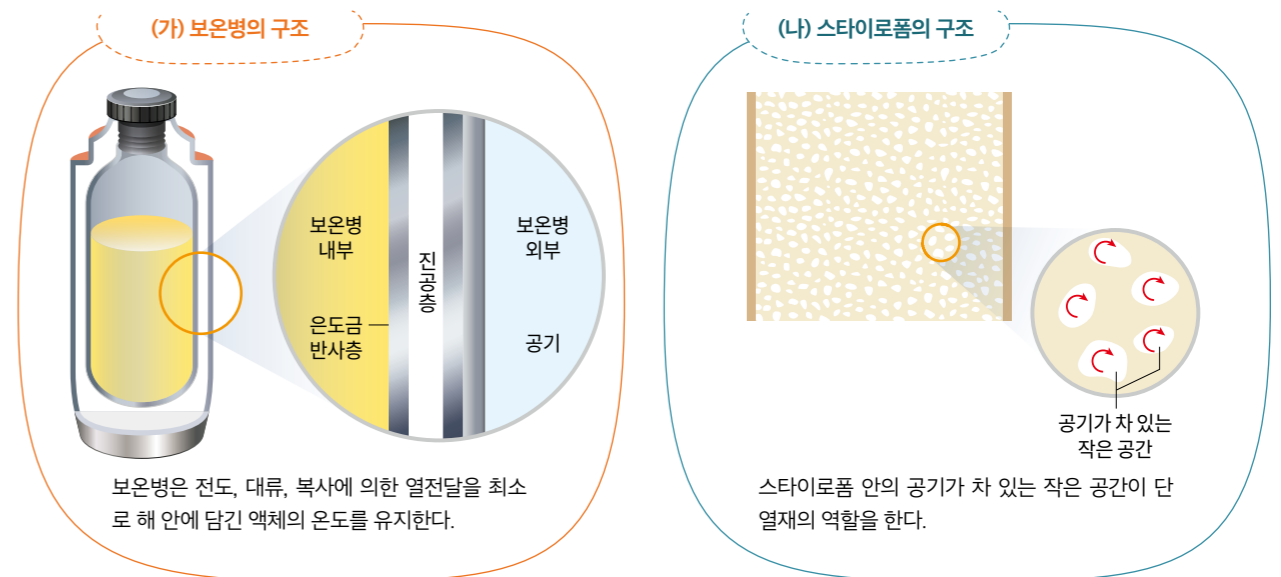 (가) 보온병의 구조
보온병
내부
은도금
반사층
진공층
보온병
외부
공기
보온병은 전도, 대류, 복사에 의한 열전달을 최소
로 해 안에 담긴 액체의 온도를 유지한다.
(나) 스타이로폼의 구조
공기가 차 있는
작은 공간
스타이로폼 안의 공기가 차 있는 작은 공간이 단
열재의 역할을 한다.